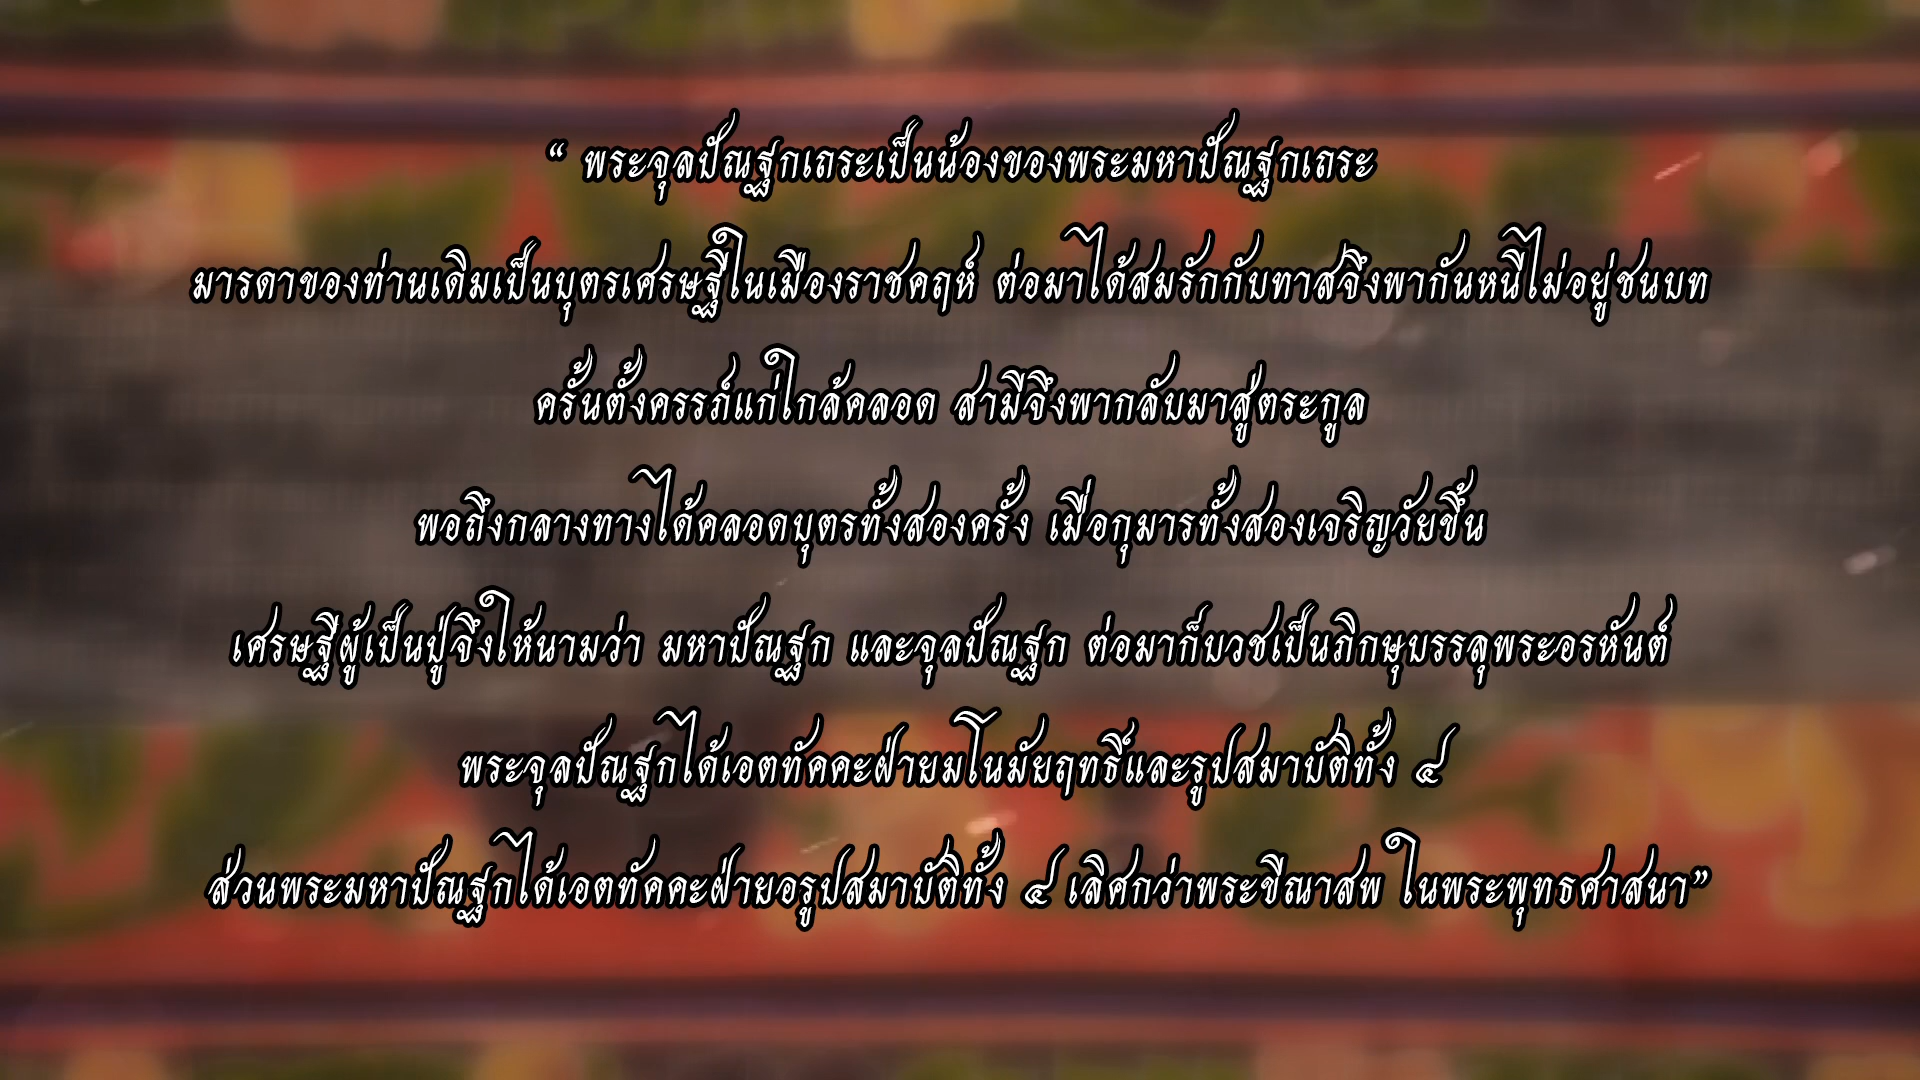 “ พระจุลปัณฐกเถระเป็นน้องของพระมหาปัณฐกเถระ
มารดาของท่านเดิมเป็นบุตรเศรษฐีในเมืองราชคฤห์ ต่อมาได้สมรักกับทาสจึงพากันหนีไม่อยู่ชนบท
ครั้นตั้งครรภ์แก่ใกล้คลอด สามีจึงพากลับมาสู่ตระกูล
พอถึงกลางทางได้คลอดบุตรทั้งสองครั้ง เมื่อกุมารทั้งสองเจริญวัยขึ้น
เศรษฐีผู้เป็นปู่จึงให้นามว่า มหาปัณฐก และจุลปัณฐก ต่อมาก็บวชเป็นภิกษุบรรลุพระอรหันต์
พระจุลปัณฐกได้เอตทัคคะฝ่ายมโนมัยฤทธิ์และรูปสมาบัติทั้ง ๔
ส่วนพระมหาปัณฐกได้เอตทัคคะฝ่ายอรูปสมาบัติทั้ง ๔ เลิศกว่าพระขีณาสพ ในพระพุทธศาสนา”